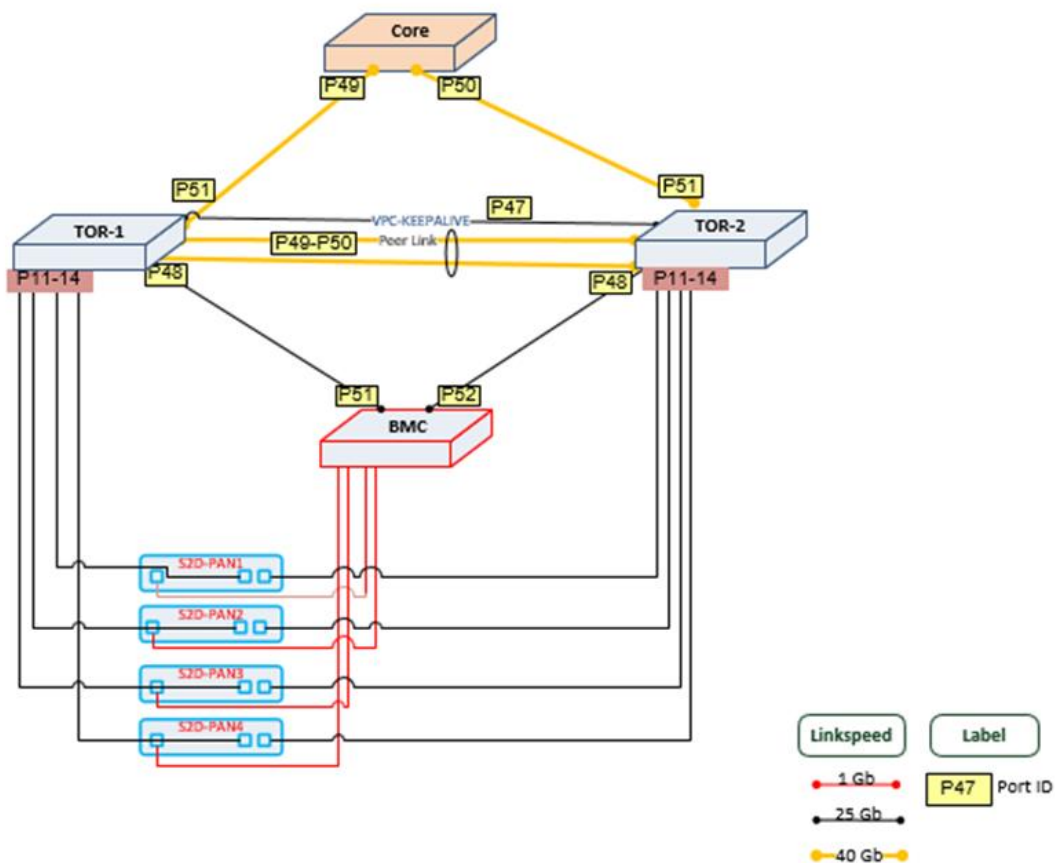 Core
P49
P50
P51
P51
P47
VPC-KEEPALIVE
TOR-1
TOR-2
P49-P50
Peer Link
P48
P48
P11-14
P11-14
P51
P52
BMC
S2D-PAN1
S2D-PAN2
S2D-PAN3
S2D-PAN4
Linkspeed
Label
1 Gb
P47
Port ID
25 Gb
40 Gb